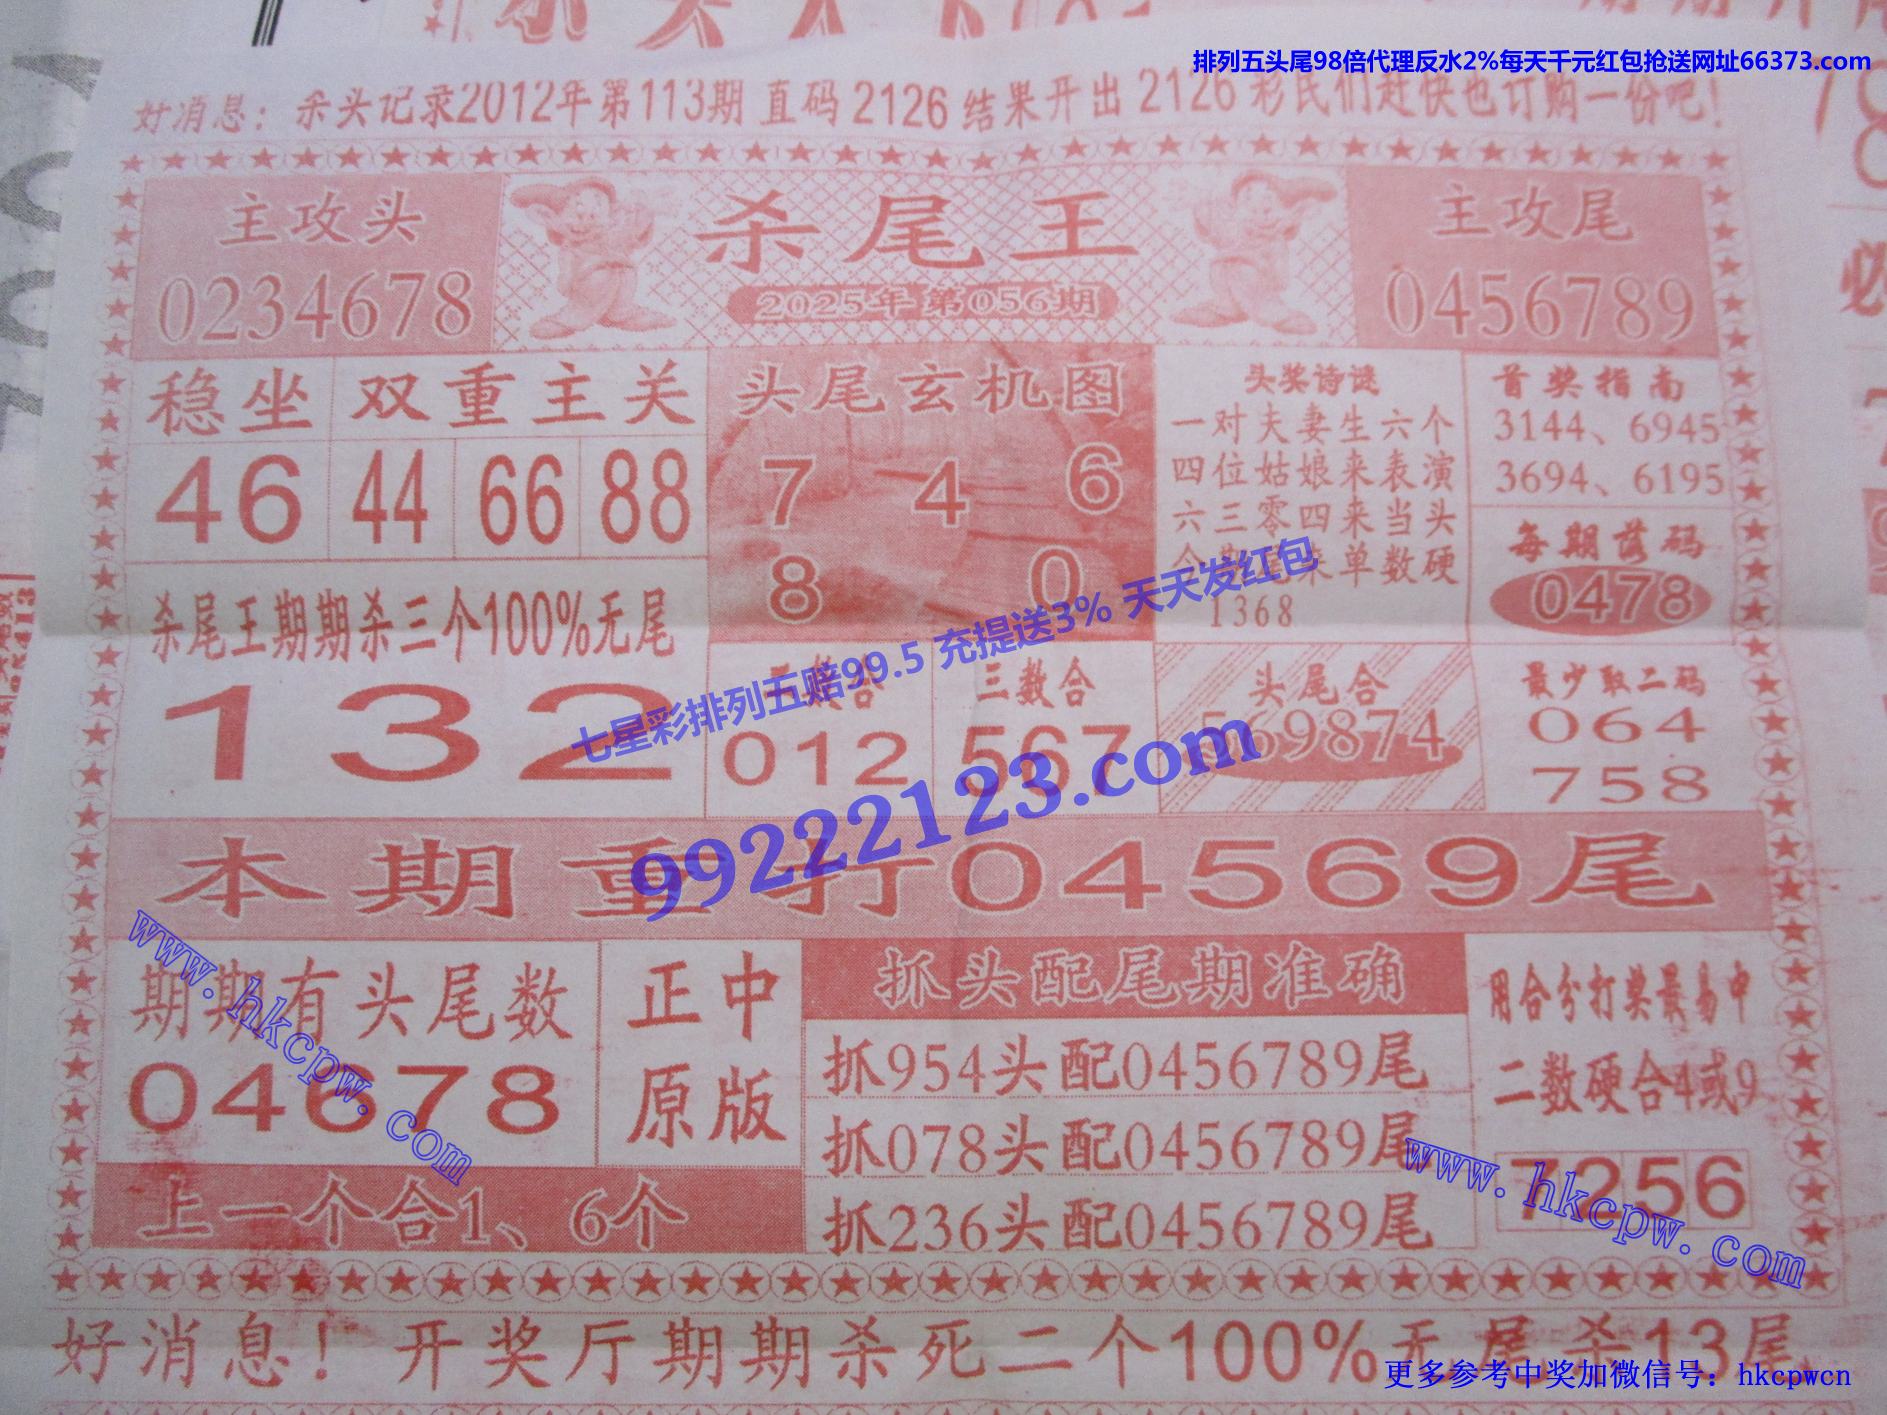 排列五头尾98倍代理反水2%每天千元红包抢送网址66373.com
好消息：杀头记录2012年第113期直码2126结果开出2126彩民们赶快也订购一份吧！
主攻头
0234678
杀尾王
2025年第056期
主攻尾
0456789
稳坐
46
双重主关
44 66 88
头尾玄机图
7 4 6
8 0
头奖诗谜
一对夫妻生六个
四位姑娘来表演
六三零四来当头
来单数硬
1368
首奖指南
3144、6945
3694、6195
每期落码
0478
杀尾王期期杀三个100%无尾
132
数合
012
三数合
567
头尾合
569874
最少取二码
064
758
七星彩排列五赔99.5 充提送3% 天天发红包
99222123.com
本期重打04569尾
期期有头尾数
04678
正中
原版
上一个合1、6个
抓头配尾期准确
抓954头配0456789尾
抓078头配0456789尾
抓236头配0456789尾
用合分打奖最易中
二数硬合4或9
7256
www.hkcpw.com
www.hkcpw.com
好消息！开奖厅期期杀死二个100%无尾杀13尾
更多参考中奖加微信号：hkcpwcn